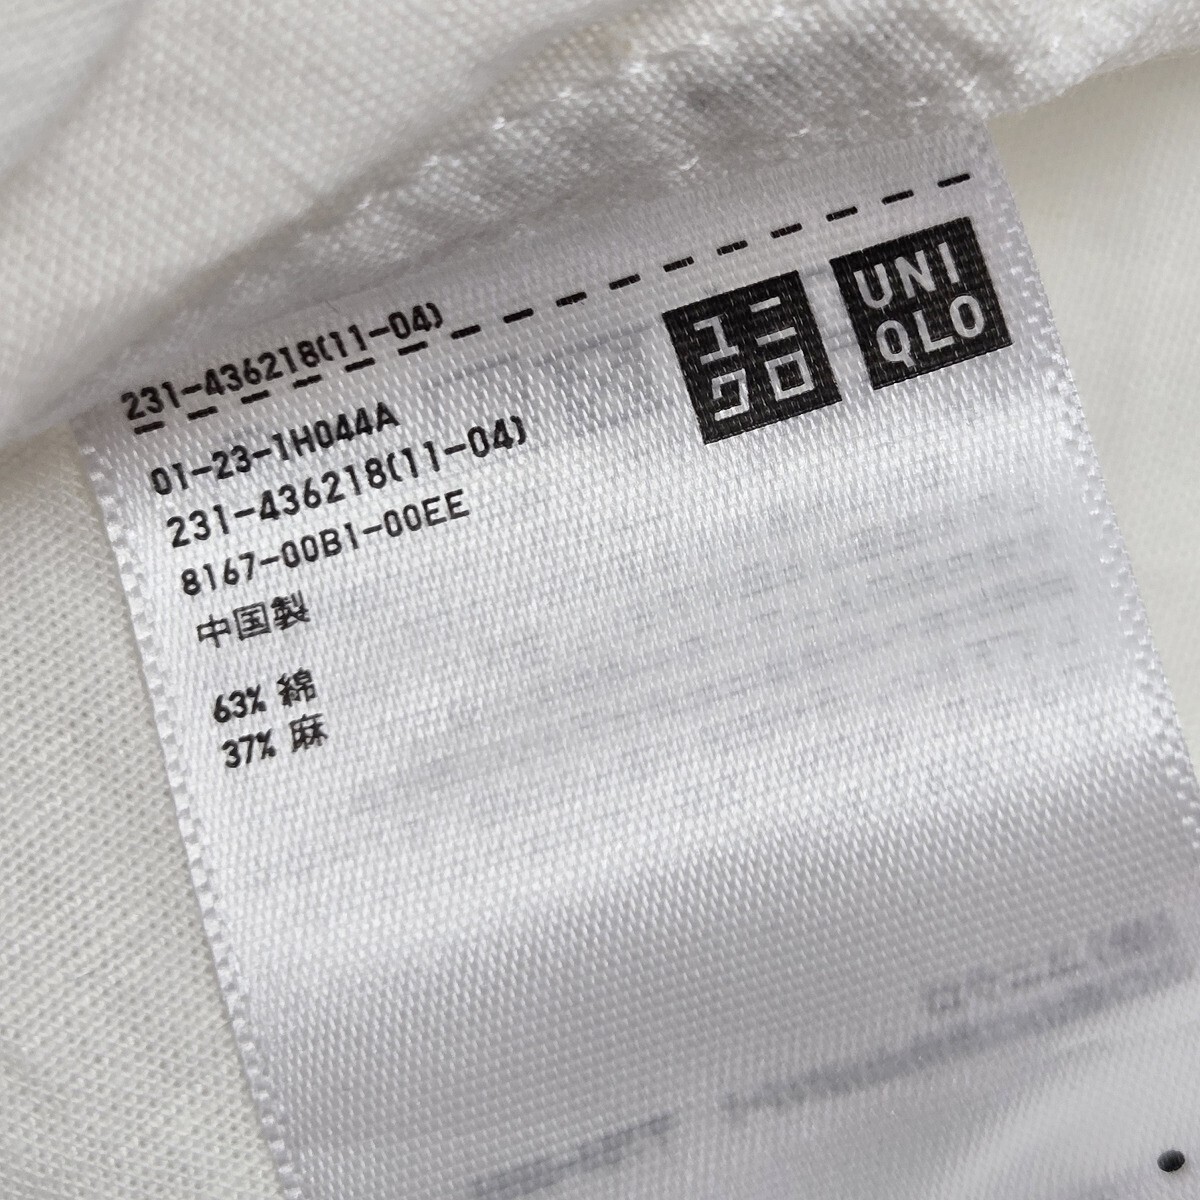 231-436218(11-04)
ユニ
クロ
UNI
QLO
01-23-1H044A
231-436218(11-04)
8167-00B1-00EE
中国製
63% 綿
37% 麻